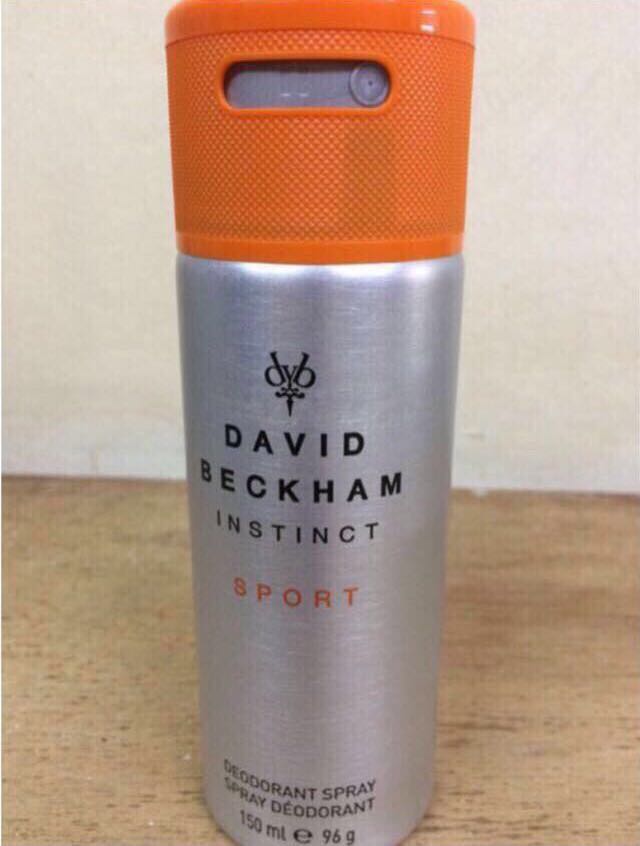 dVb
DAVID
BECKHAM
INSTINCT
SPORT
DEODORANT SPRAY
SPRAY DÉODORANT
150 ml ℮ 96 g